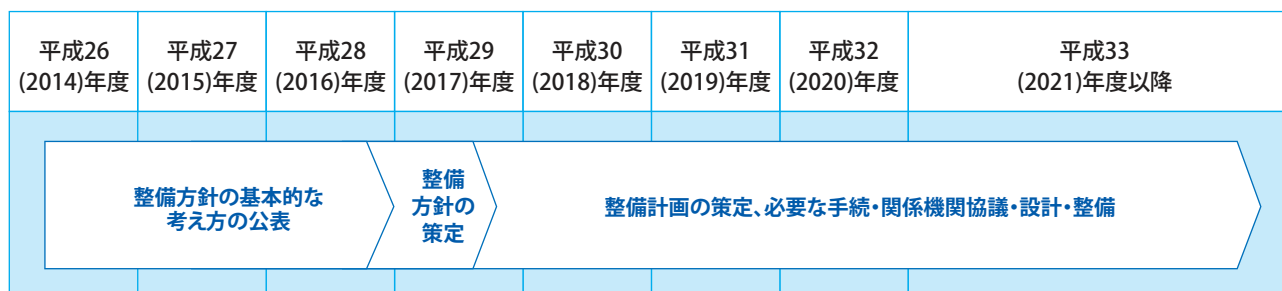 平成26
(2014)年度
平成27
(2015)年度
平成28
(2016)年度
平成29
(2017)年度
平成30
(2018)年度
平成31
(2019)年度
平成32
(2020)年度
平成33
(2021)年度以降
整備方針の基本的な
考え方の公表
整備
方針の
策定
整備計画の策定、必要な手続・関係機関協議・設計・整備